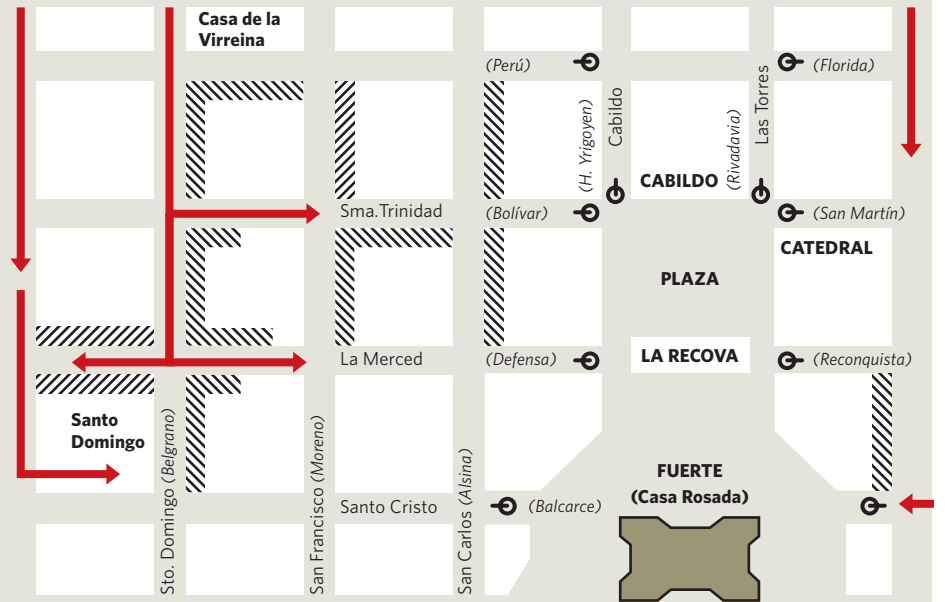 Casa de la
Virreina
(Perú)
(Florida)
(H. Yrigoyen)
Cabildo
(Rivadavia)
Las Torres
CABILDO
Sma.Trinidad
(Bolívar)
(San Martín)
CATEDRAL
PLAZA
La Merced
(Defensa)
LA RECOVA
(Reconquista)
Santo
Domingo
Sto. Domingo (Belgrano)
San Francisco (Moreno)
San Carlos (Alsina)
FUERTE
(Casa Rosada)
Santo Cristo
(Balcarce)